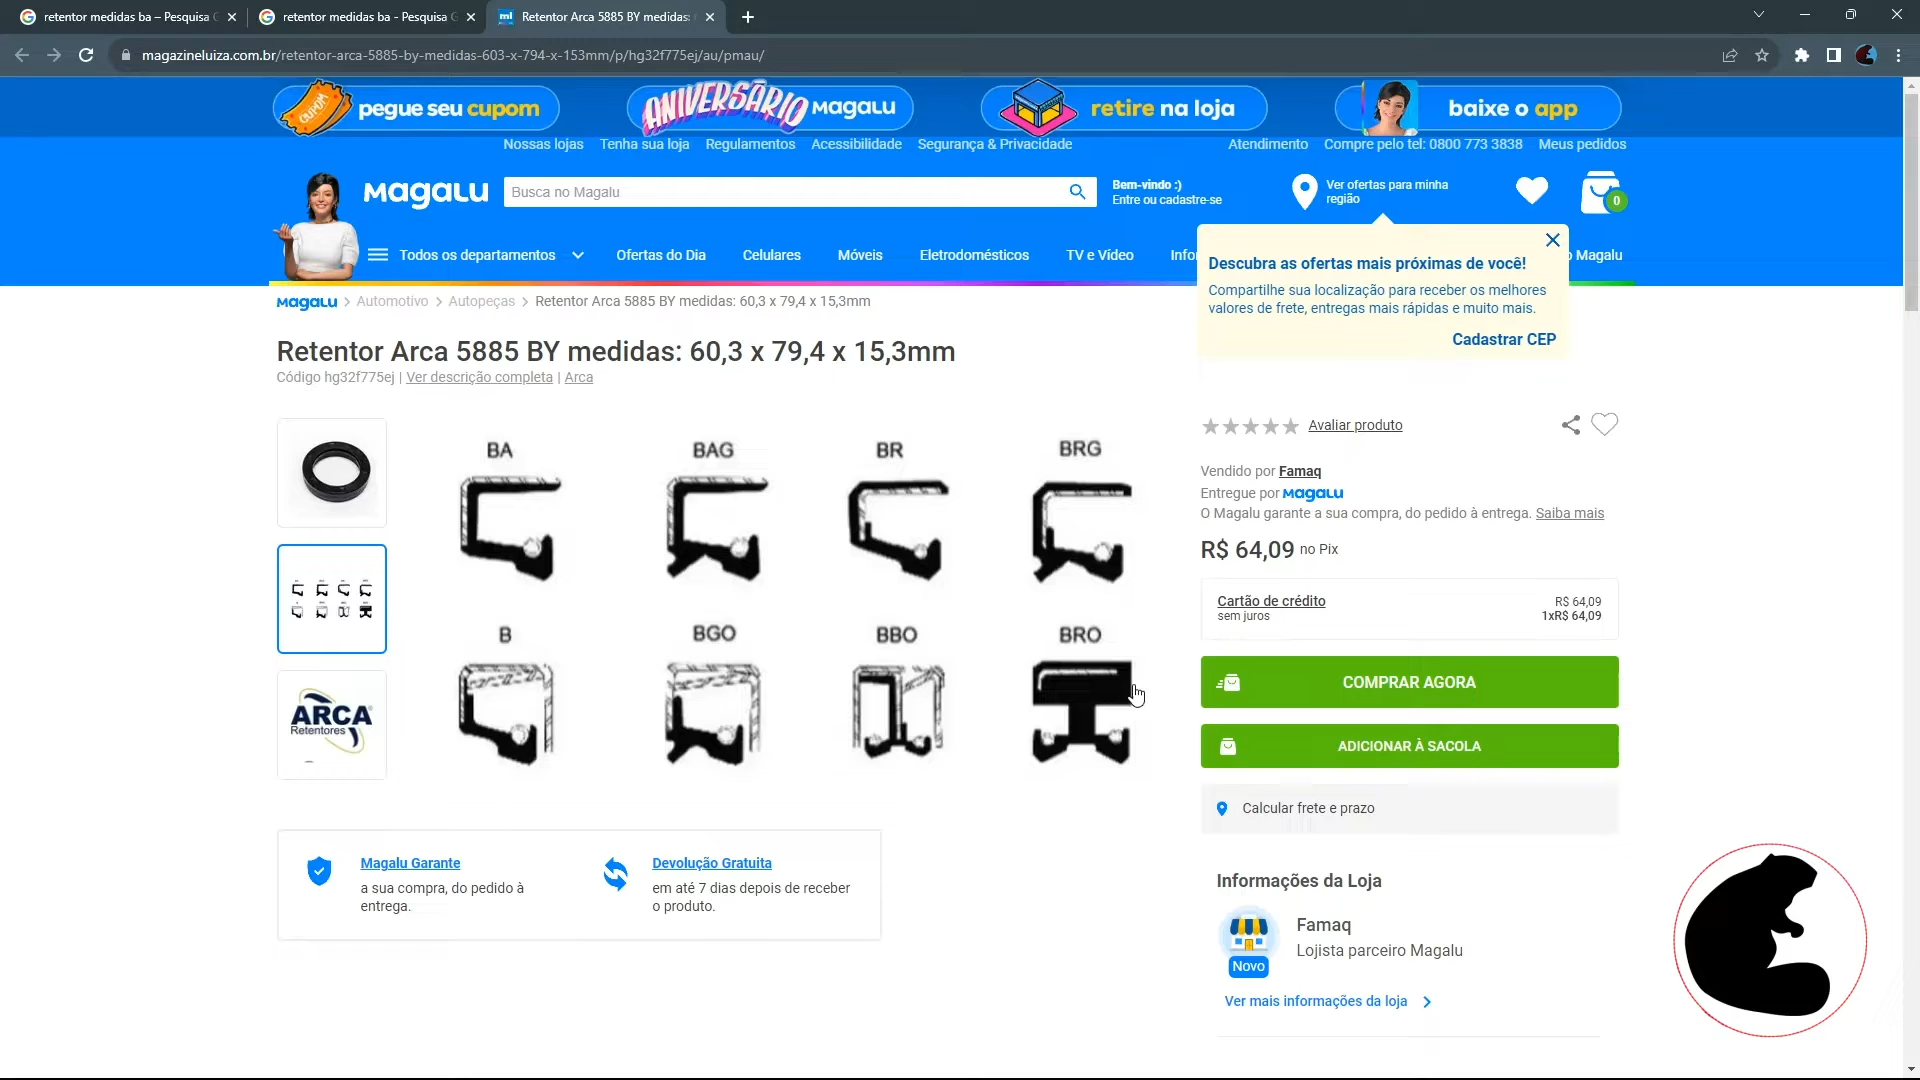 retentor medidas ba – Pesquisa G
retentor medidas ba - Pesquisa G
Retentor Arca 5885 BY medidas:
magazineluiza.com.br/retentor-arca-5885-by-medidas-603-x-794-x-153mm/p/hg32f775ej/au/pmau/
CUPOM
pegue seu cupom
ANIVERSÁRIO MAGALU
retire na loja
baixe o app
Nossas lojas Tenha sua loja Regulamentos Acessibilidade Segurança & Privacidade
Atendimento Compre pelo tel: 0800 773 3838 Meus pedidos
Magalu
Busca no Magalu
Bem-vindo :)
Entre ou cadastre-se
Ver ofertas para minha
região
0
Todos os departamentos Ofertas do Dia Celulares Móveis Eletrodomésticos TV e Vídeo Infor
Magalu
Descubra as ofertas mais próximas de você!
Compartilhe sua localização para receber os melhores
valores de frete, entregas mais rápidas e muito mais.
Cadastrar CEP
Magalu > Automotivo > Autopeças > Retentor Arca 5885 BY medidas: 60,3 x 79,4 x 15,3mm
Retentor Arca 5885 BY medidas: 60,3 x 79,4 x 15,3mm
Código hg32f775ej | Ver descrição completa | Arca
BA BAG BR BRG
B BGO BBO BRO
ARCA
Retentores
Avaliar produto
Vendido por Famaq
Entregue por Magalu
O Magalu garante a sua compra, do pedido à entrega. Saiba mais
R$ 64,09 no Pix
Cartão de crédito
sem juros
R$ 64,09
1xR$ 64,09
COMPRAR AGORA
ADICIONAR À SACOLA
Calcular frete e prazo
Magalu Garante
a sua compra, do pedido à
entrega.
Devolução Gratuita
em até 7 dias depois de receber
o produto.
Informações da Loja
Famaq
Lojista parceiro Magalu
Novo
Ver mais informações da loja